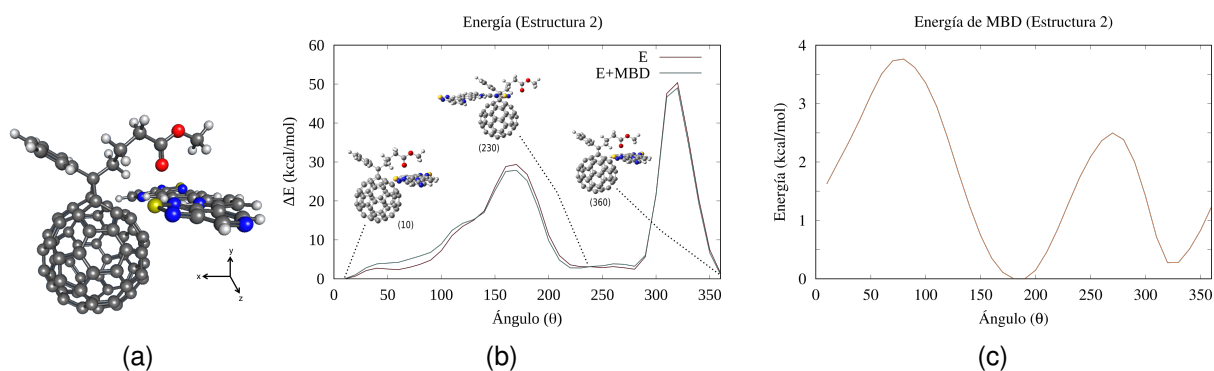 Energía (Estructura 2)
Energía de MBD (Estructura 2)
x
y
z
ΔE (kcal/mol)
60
50
40
30
20
10
0
E
E+MBD
(230)
(10)
(360)
0
50
100
150
200
250
300
350
Ángulo (θ)
Energía (kcal/mol)
4
3
2
1
0
0
50
100
150
200
250
300
350
Ángulo (θ)
(a)
(b)
(c)